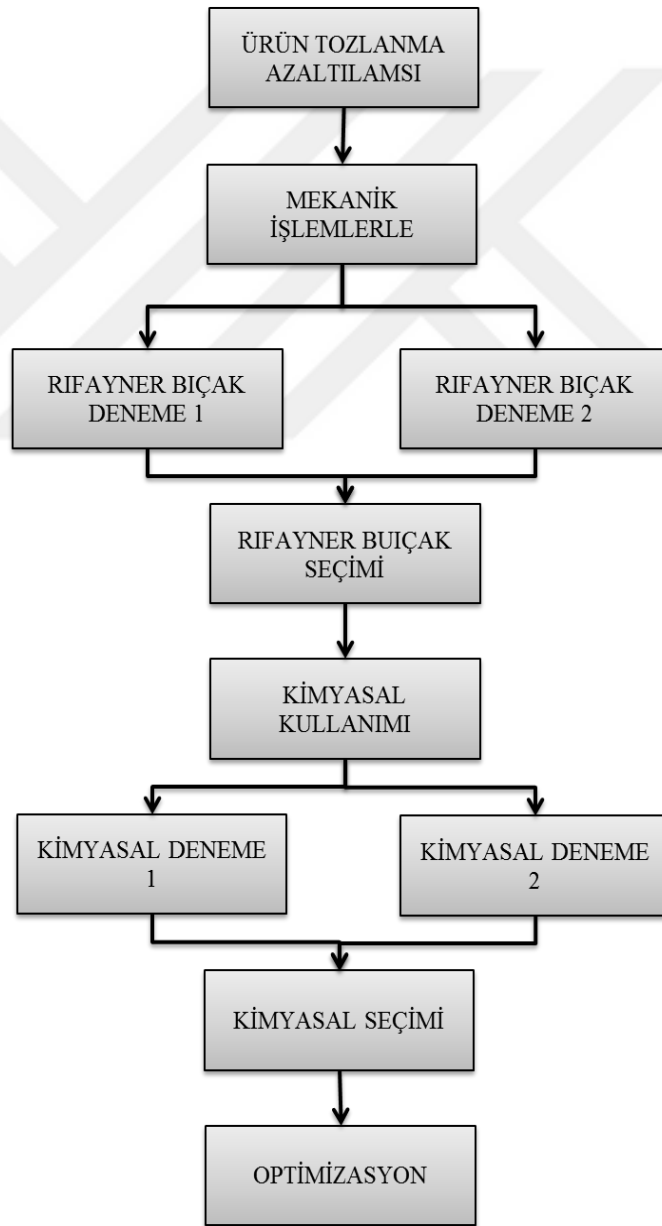 ÜRÜN TOZLANMA
AZALTILAMSI
MEKANİK
İŞLEMLERLE
RIFAYNER BIÇAK
DENEME 1
RIFAYNER BIÇAK
DENEME 2
RIFAYNER BUIÇAK
SEÇİMİ
KİMYASAL
KULLANIMI
KİMYASAL DENEME
1
KİMYASAL DENEME
2
KİMYASAL SEÇİMİ
OPTİMİZASYON